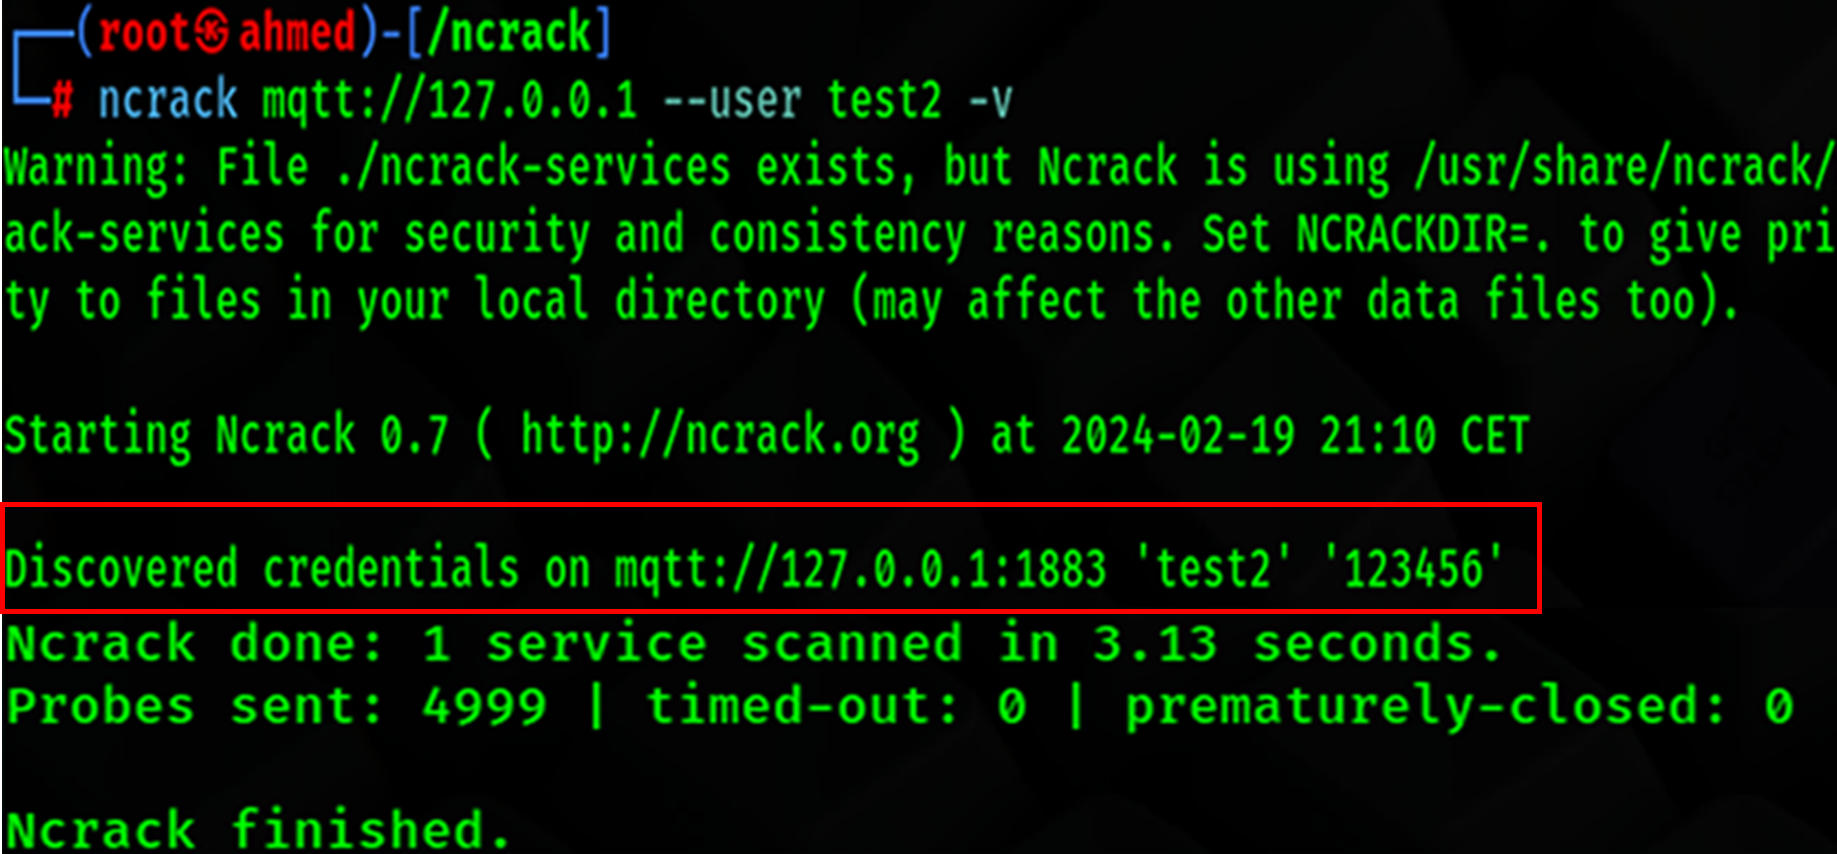 (root㉿ahmed)-[/ncrack]
# ncrack mqtt://127.0.0.1 --user test2 -v
Warning: File ./ncrack-services exists, but Ncrack is using /usr/share/ncrack/
ack-services for security and consistency reasons. Set NCRACKDIR=. to give pri
ty to files in your local directory (may affect the other data files too).
Starting Ncrack 0.7 ( http://ncrack.org ) at 2024-02-19 21:10 CET
Discovered credentials on mqtt://127.0.0.1:1883 'test2' '123456'
Ncrack done: 1 service scanned in 3.13 seconds.
Probes sent: 4999 | timed-out: 0 | prematurely-closed: 0
Ncrack finished.